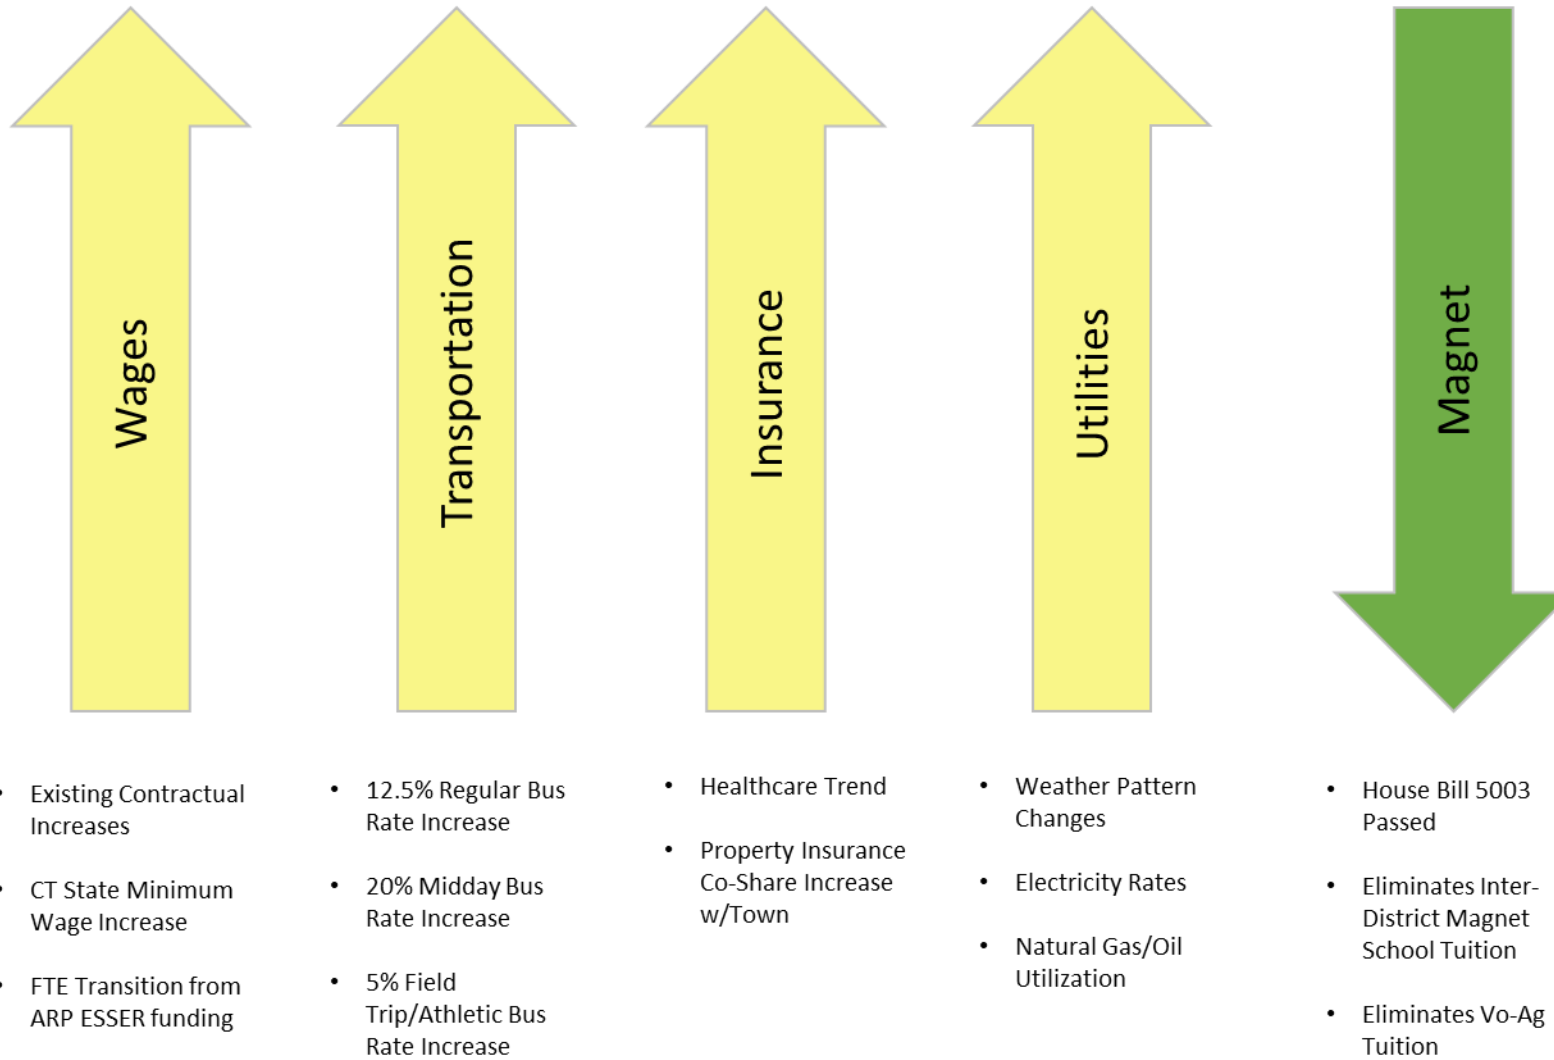 Wages
Transportation
Insurance
Utilities
Magnet
• Existing Contractual
Increases
• CT State Minimum
Wage Increase
• FTE Transition from
ARP ESSER funding
• 12.5% Regular Bus
Rate Increase
• 20% Midday Bus
Rate Increase
• 5% Field
Trip/Athletic Bus
Rate Increase
• Healthcare Trend
• Property Insurance
Co-Share Increase
w/Town
• Weather Pattern
Changes
• Electricity Rates
• Natural Gas/Oil
Utilization
• House Bill 5003
Passed
• Eliminates Inter-
District Magnet
School Tuition
• Eliminates Vo-Ag
Tuition